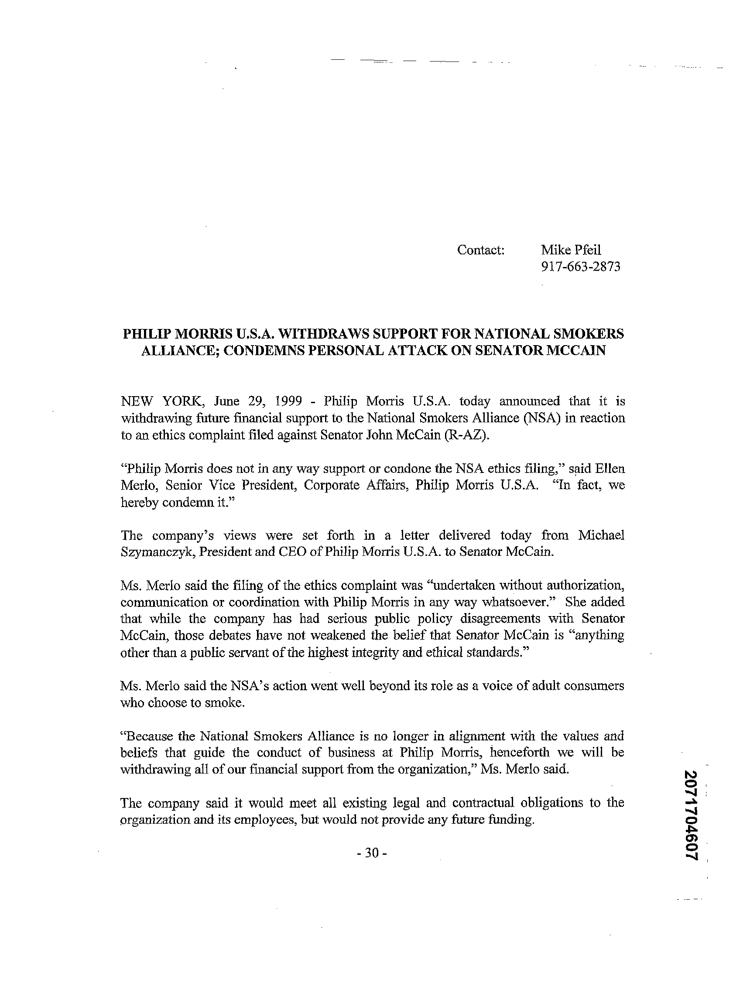 Contact: Mike Pfeil
917-663-2873
PHILIP MORRIS U.S.A. WITHDRAWS SUPPORT FOR NATIONAL SMOKERS
ALLIANCE; CONDEMNS PERSONAL ATTACK ON SENATOR MCCAIN
NEW YORK, June 29, 1999 - Philip Morris U.S.A. today announced that it is
withdrawing future financial support to the National Smokers Alliance (NSA) in reaction
to an ethics complaint filed against Senator John McCain (R-AZ).
“Philip Morris does not in any way support or condone the NSA ethics filing,” said Ellen
Merlo, Senior Vice President, Corporate Affairs, Philip Morris U.S.A. “In fact, we
hereby condemn it.”
The company’s views were set forth in a letter delivered today from Michael
Szymanczyk, President and CEO of Philip Morris U.S.A. to Senator McCain.
Ms. Merlo said the filing of the ethics complaint was “undertaken without authorization,
communication or coordination with Philip Morris in any way whatsoever.” She added
that while the company has had serious public policy disagreements with Senator
McCain, those debates have not weakened the belief that Senator McCain is “anything
other than a public servant of the highest integrity and ethical standards.”
Ms. Merlo said the NSA’s action went well beyond its role as a voice of adult consumers
who choose to smoke.
“Because the National Smokers Alliance is no longer in alignment with the values and
beliefs that guide the conduct of business at Philip Morris, henceforth we will be
withdrawing all of our financial support from the organization,” Ms. Merlo said.
The company said it would meet all existing legal and contractual obligations to the
organization and its employees, but would not provide any future funding.
- 30 -
2071704607